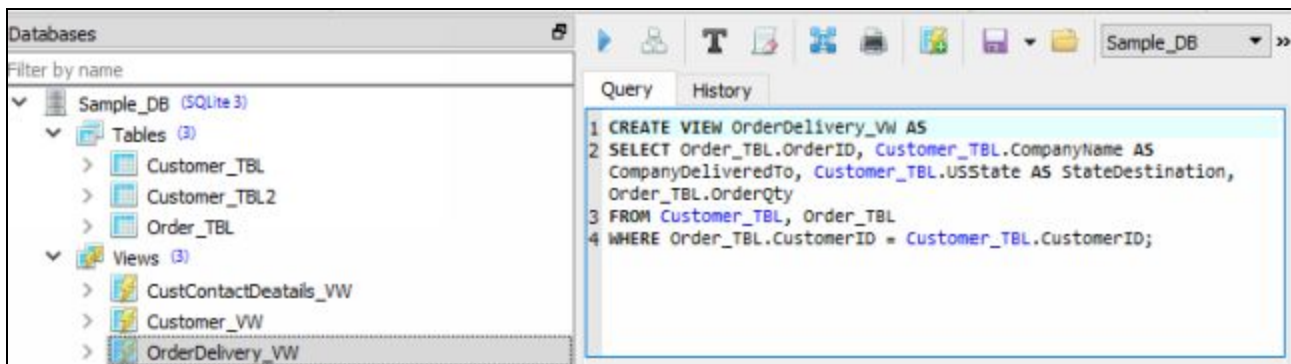 Databases
Filter by name
Sample_DB (SQLite 3)
Tables (3)
Customer_TBL
Customer_TBL2
Order_TBL
Views (3)
CustContactDeatails_VW
Customer_VW
OrderDelivery_VW
T
Sample_DB
Query History
1 CREATE VIEW OrderDelivery_VW AS
2 SELECT Order_TBL.OrderID, Customer_TBL.CompanyName AS
CompanyDeliveredTo, Customer_TBL.USState AS StateDestination,
Order_TBL.OrderQty
3 FROM Customer_TBL, Order_TBL
4 WHERE Order_TBL.CustomerID = Customer_TBL.CustomerID;